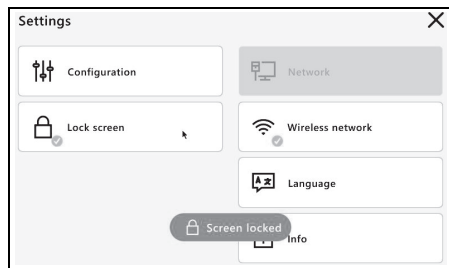 Settings
Configuration
Network
Lock screen
Wireless network
Language
Screen locked
Info